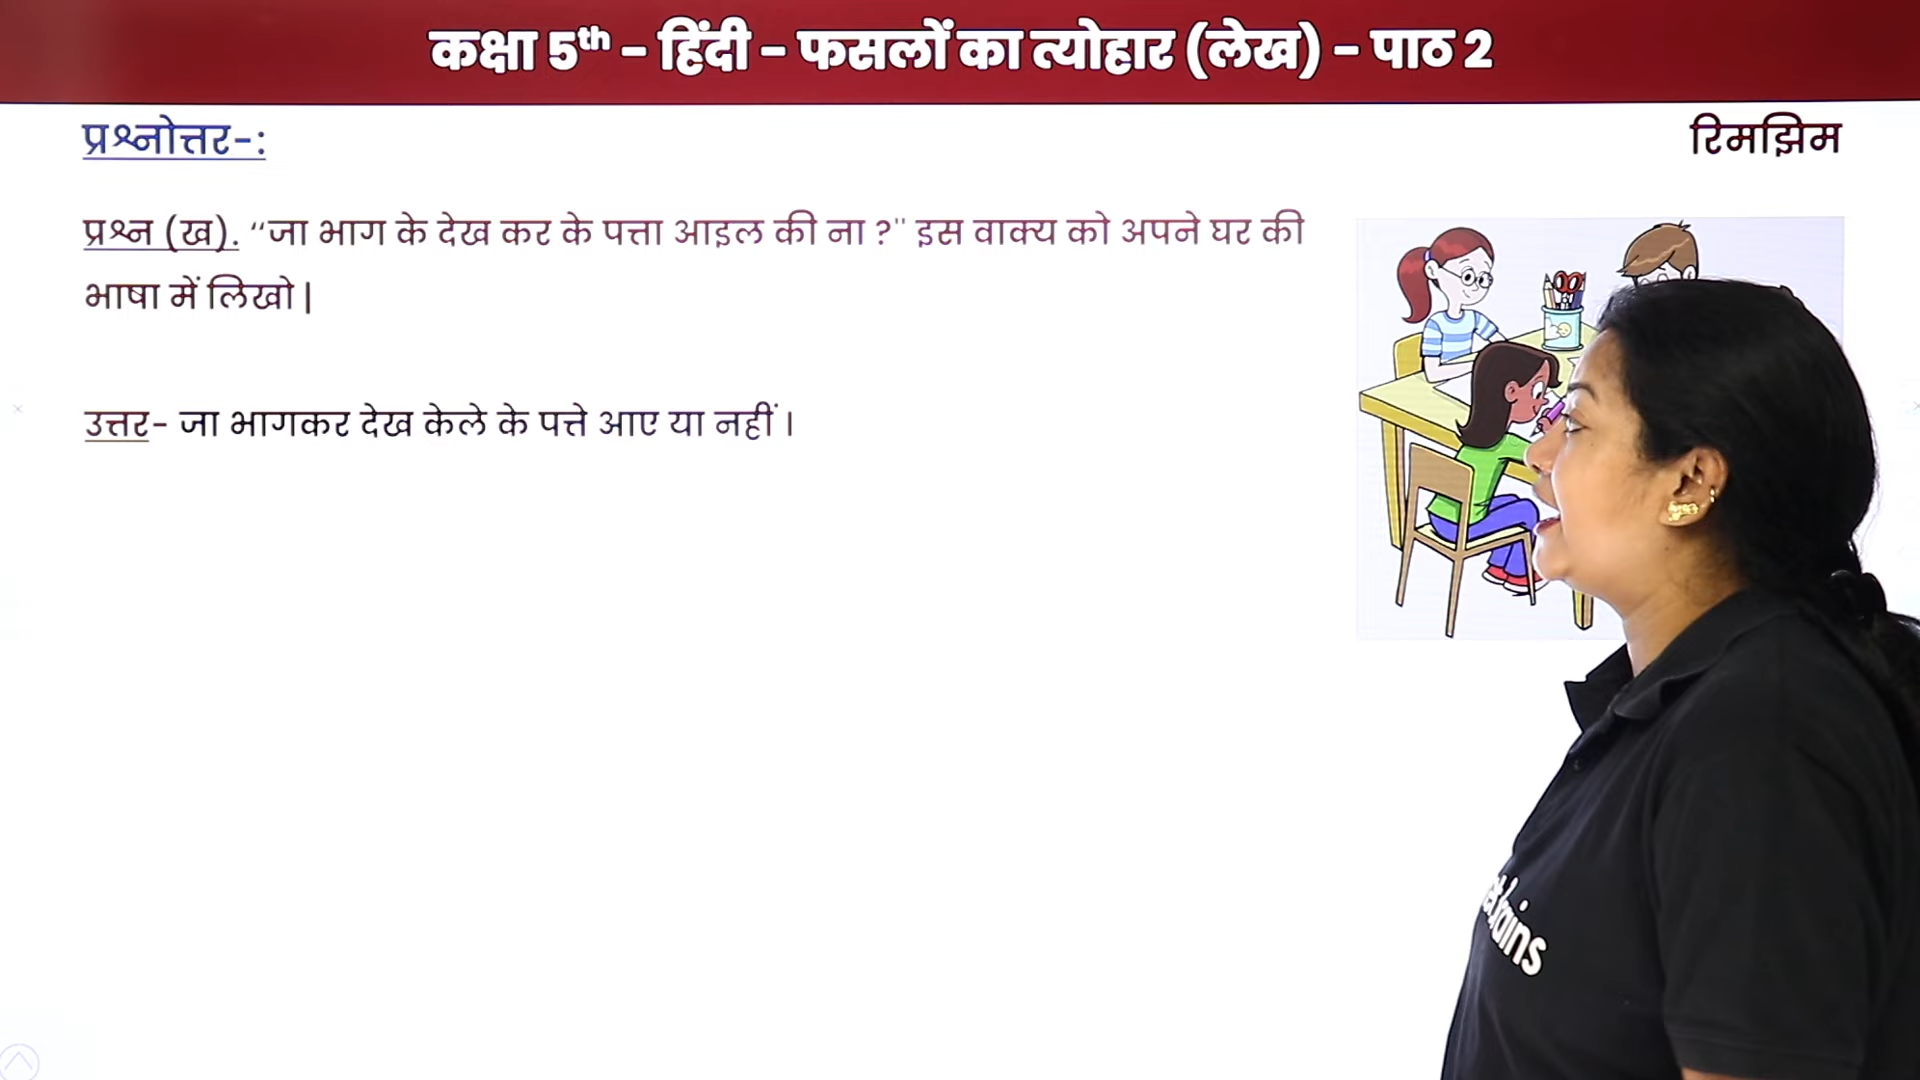 कक्षा 5th – हिंदी – फसलों का त्योहार (लेख) – पाठ 2
प्रश्नोत्तर-:
रिमझिम
प्रश्न (ख). “जा भाग के देख कर के पत्ता आइल की ना ?" इस वाक्य को अपने घर की
भाषा में लिखो |
उत्तर- जा भागकर देख केले के पत्ते आए या नहीं ।